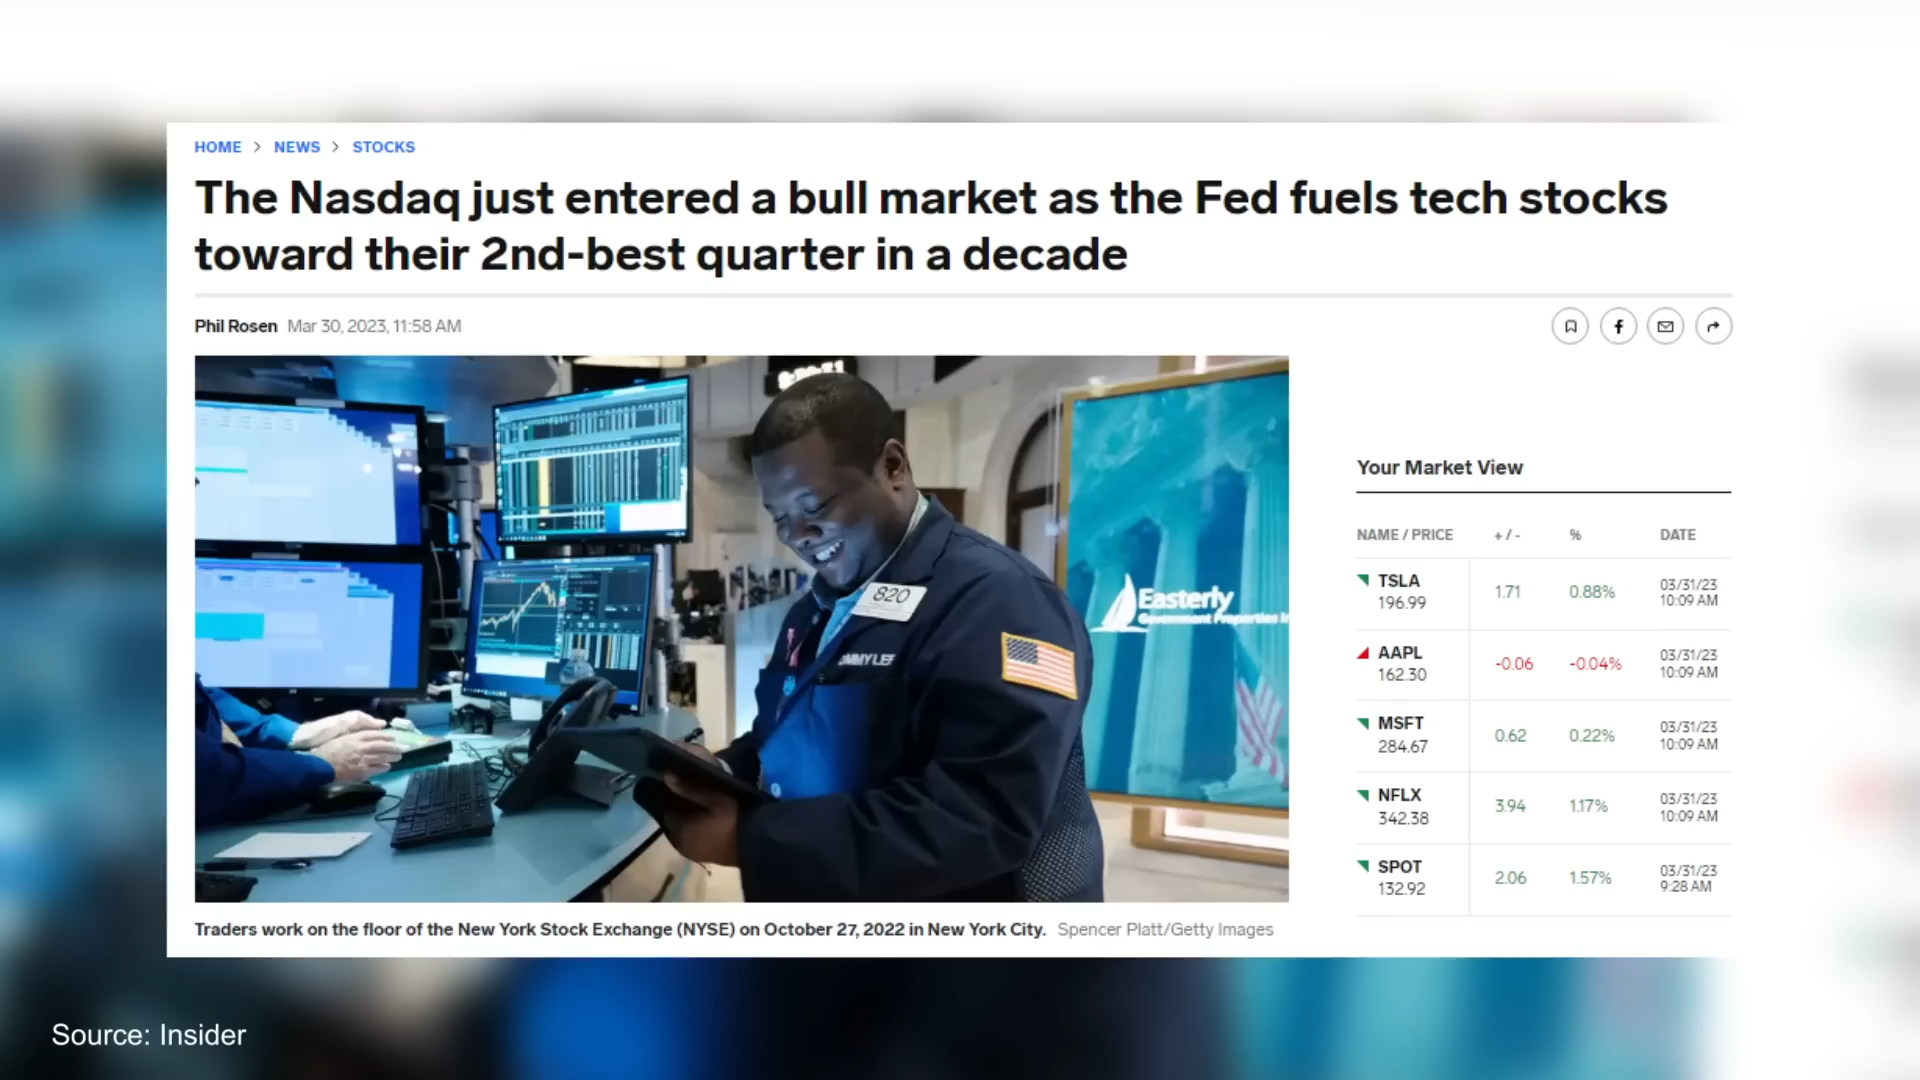 HOME > NEWS > STOCKS
The Nasdaq just entered a bull market as the Fed fuels tech stocks
toward their 2nd-best quarter in a decade
Phil Rosen Mar 30, 2023, 11:58 AM
820
Easterly
Government Properties
Your Market View
NAME / PRICE + / - % DATE
TSLA 1.71 0.88% 03/31/23
196.99 10:09 AM
AAPL -0.06 -0.04% 03/31/23
162.30 10:09 AM
MSFT 0.62 0.22% 03/31/23
284.67 10:09 AM
NFLX 3.94 1.17% 03/31/23
342.38 10:09 AM
SPOT 2.06 1.57% 03/31/23
132.92 9:28 AM
Traders work on the floor of the New York Stock Exchange (NYSE) on October 27, 2022 in New York City. Spencer Platt/Getty Images
Source: Insider